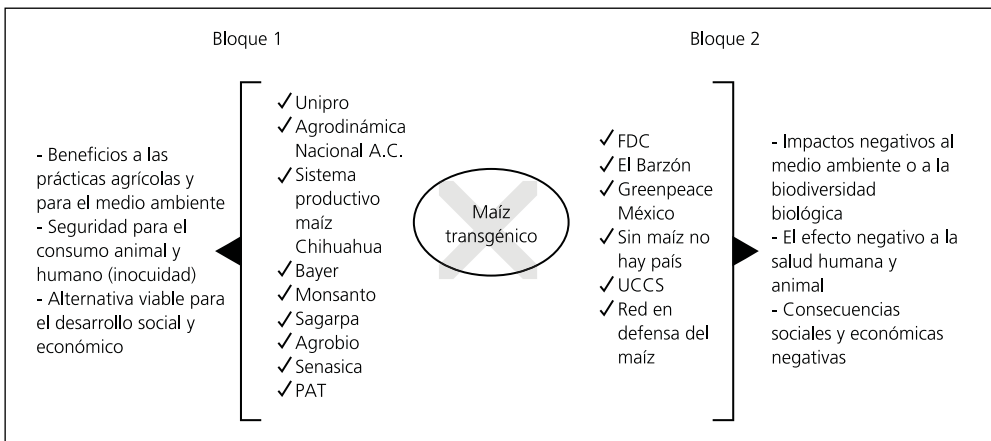 Bloque 1
- Beneficios a las
prácticas agrícolas y
para el medio ambiente
- Seguridad para el
consumo animal y
humano (inocuidad)
- Alternativa viable para
el desarrollo social y
económico
✓ Unipro
✓ Agrodinámica
Nacional A.C.
✓ Sistema
productivo
maíz
Chihuahua
✓ Bayer
✓ Monsanto
✓ Sagarpa
✓ Agrobio
✓ Senasica
✓ PAT
Maíz
transgénico
Bloque 2
✓ FDC
✓ El Barzón
✓ Greenpeace
México
✓ Sin maíz no
hay país
✓ UCCS
✓ Red en
defensa del
maíz
- Impactos negativos al
medio ambiente o a la
biodiversidad
biológica
- El efecto negativo a la
salud humana y
animal
- Consecuencias
sociales y económicas
negativas